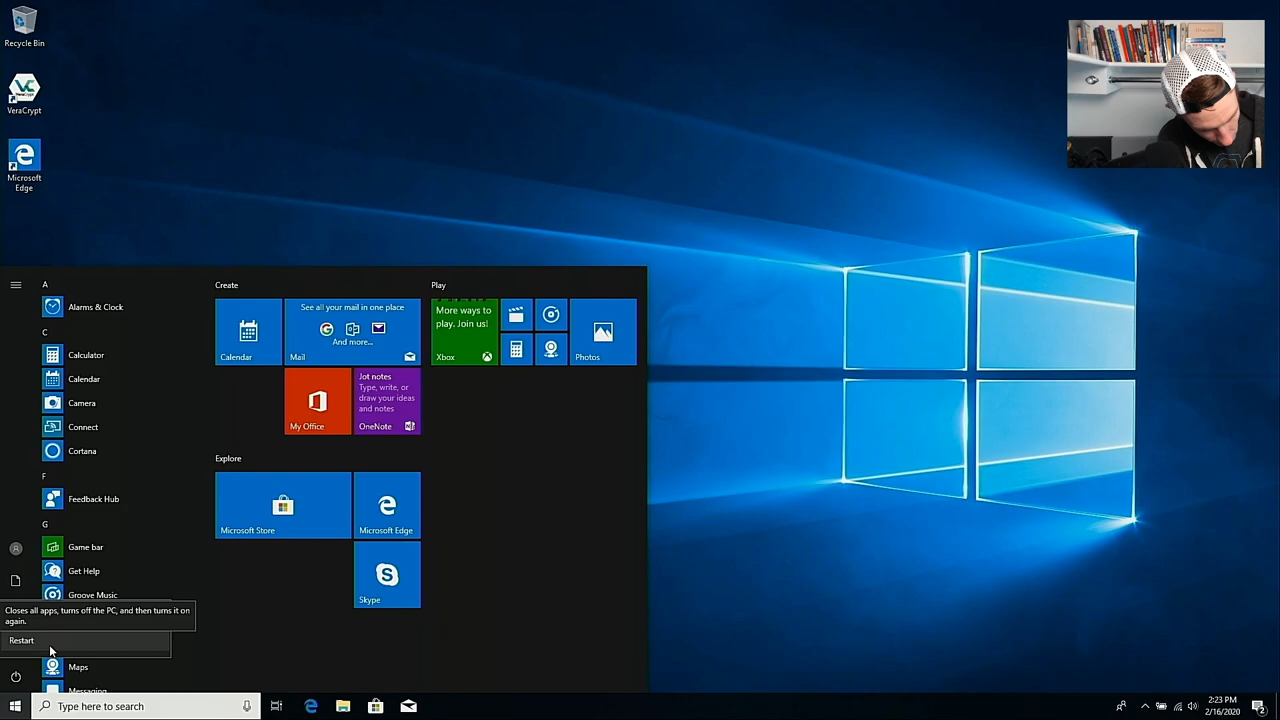 Recycle Bin
VeraCrypt
Microsoft
Edge
A
Alarms & Clock
C
Calculator
Calendar
Camera
Connect
Cortana
F
Feedback Hub
G
Game bar
Get Help
Groove Music
Closes all apps, turns off the PC, and then turns it on
again.
Restart
Maps
Messaging
Create
Calendar
See all your mail in one place
And more...
Mail
My Office
Jot notes
Type, write, or
draw your ideas
and notes
OneNote
Explore
Microsoft Store
Microsoft Edge
Skype
Play
More ways to
play. Join us!
Xbox
Photos
Type here to search
2:23 PM
2/16/2020
2